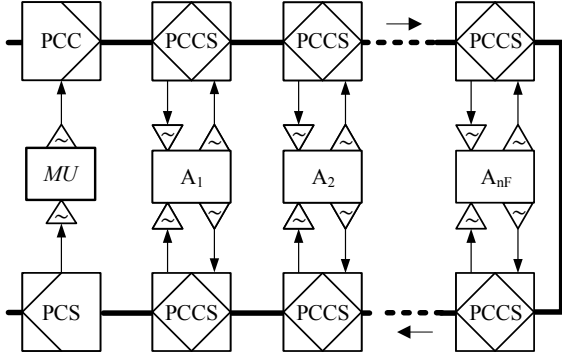 PCC PCCS PCCS PCCS
~ ~ ~ ~ ~ ~ ~
MU A₁ A₂ AₙF
~ ~ ~ ~ ~ ~ ~
PCS PCCS PCCS PCCS